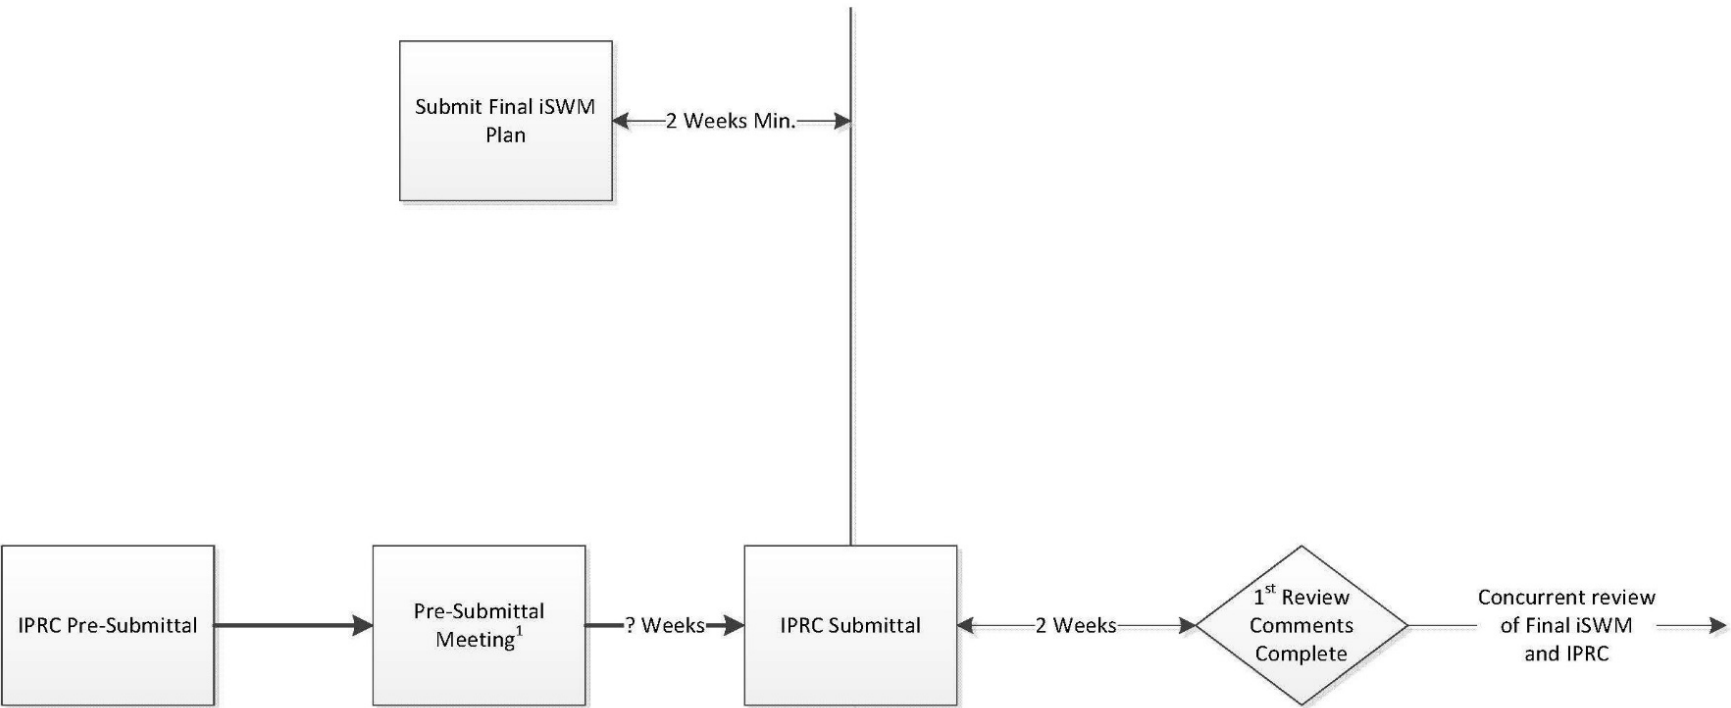 Submit Final iSWM
Plan
2 Weeks Min.
IPRC Pre-Submittal
Pre-Submittal
Meeting¹
? Weeks
IPRC Submittal
2 Weeks
1st Review
Comments
Complete
Concurrent review
of Final iSWM
and IPRC